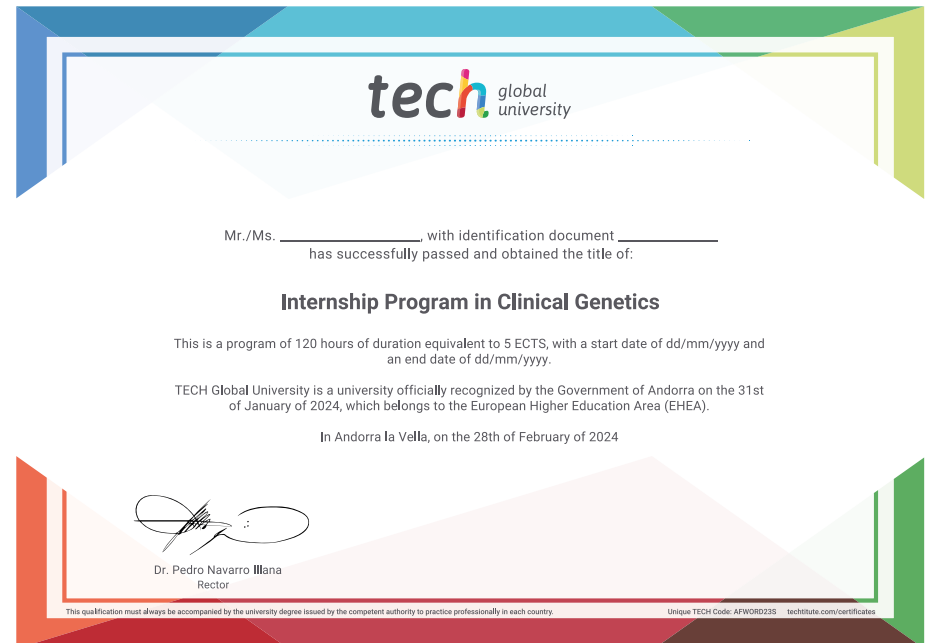 tech global university
Mr./Ms. ____________, with identification document ____________
has successfully passed and obtained the title of:
Internship Program in Clinical Genetics
This is a program of 120 hours of duration equivalent to 5 ECTS, with a start date of dd/mm/yyyy and
an end date of dd/mm/yyyy.
TECH Global University is a university officially recognized by the Government of Andorra on the 31st
of January of 2024, which belongs to the European Higher Education Area (EHEA).
In Andorra la Vella, on the 28th of February of 2024
Dr. Pedro Navarro Illana
Rector
This qualification must always be accompanied by the university degree issued by the competent authority to practice professionally in each country.
Unique TECH Code: AFWORD23S techtitute.com/certificates